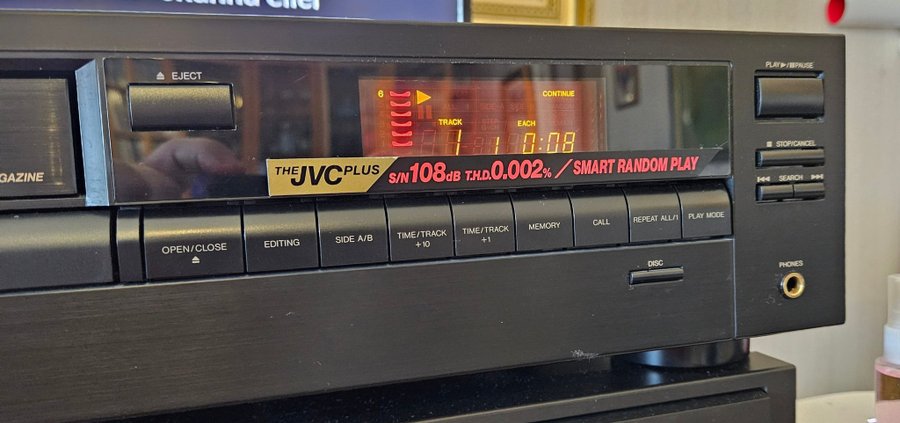 PLAY▶/❚❚PAUSE
▲ EJECT
6
CONTINUE
TRACK
EACH
1 0:08
■ STOP/CANCEL
THE JVC PLUS
S/N 108dB T.H.D. 0.002% / SMART RANDOM PLAY
AZINE
|◀◀ SEARCH ▶▶|
OPEN/CLOSE
▲
EDITING
SIDE A/B
TIME/TRACK
+10
TIME/TRACK
+1
MEMORY
CALL
REPEAT ALL/1
PLAY MODE
DISC
PHONES